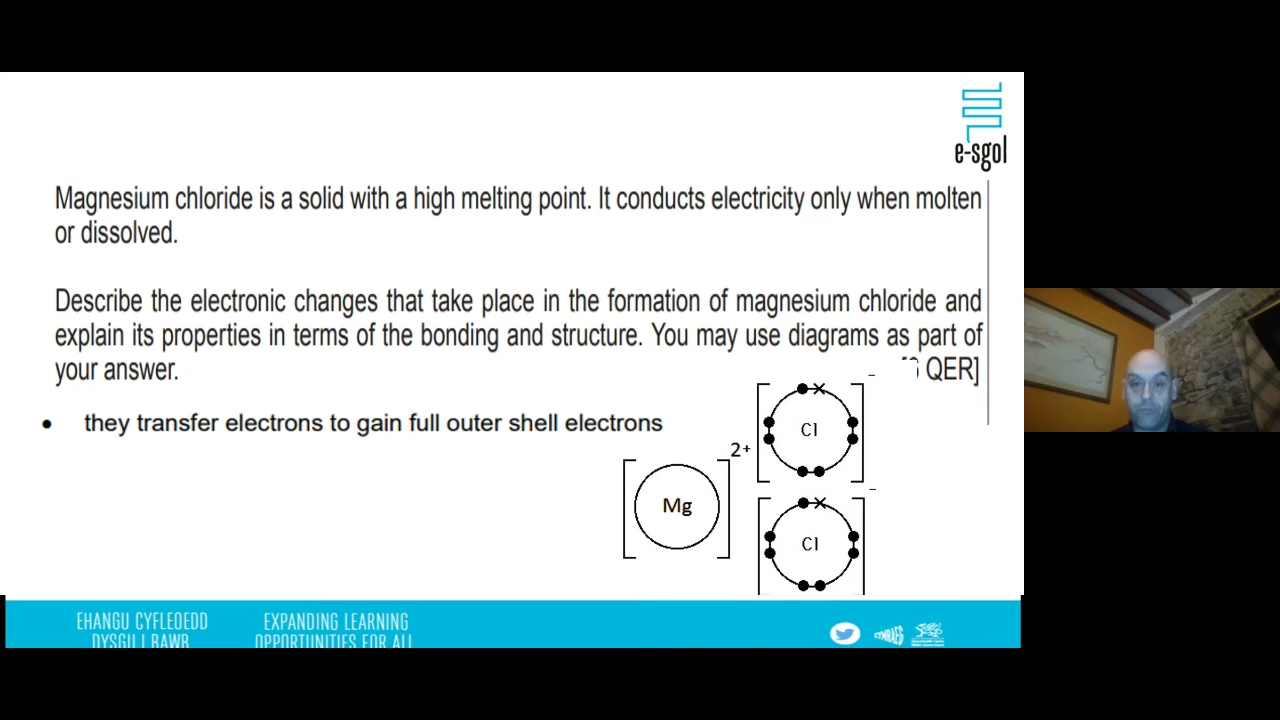 e-sgol
Magnesium chloride is a solid with a high melting point. It conducts electricity only when molten
or dissolved.
Describe the electronic changes that take place in the formation of magnesium chloride and
explain its properties in terms of the bonding and structure. You may use diagrams as part of
your answer.
QER]
• they transfer electrons to gain full outer shell electrons
Cl
−
2+
Mg
Cl
−
EHANGU CYFLEOEDD
DYSGU I BAWB
EXPANDING LEARNING
OPPORTUNITIES FOR ALL
CYMRAEG